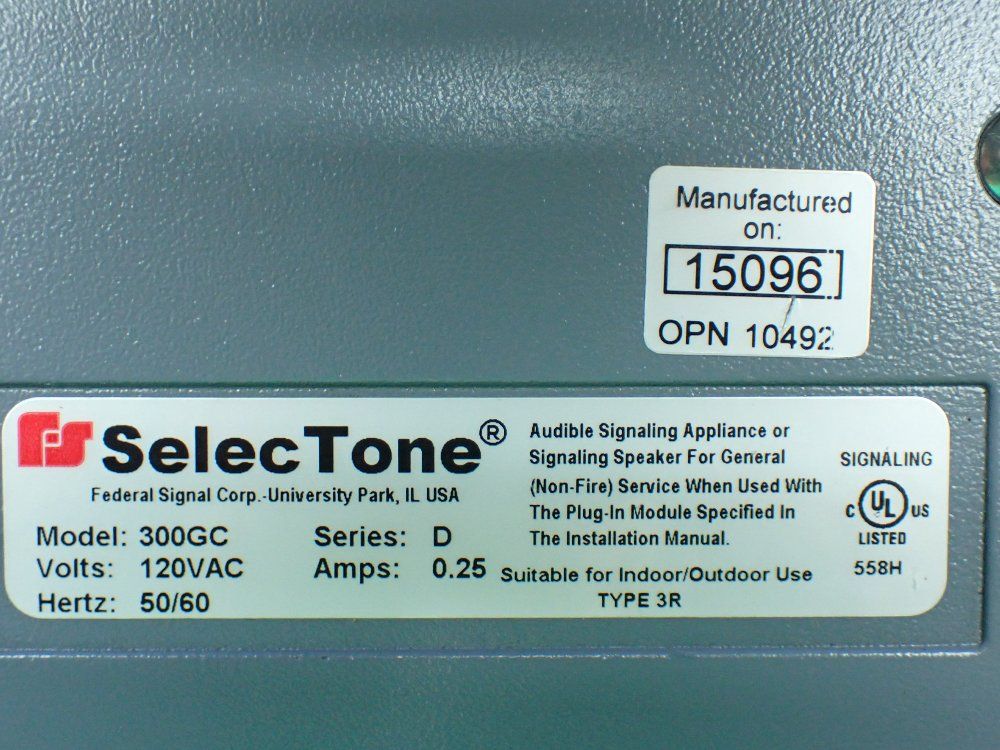 Manufactured
on:
15096
OPN 10492
FS SelecTone®
Federal Signal Corp.-University Park, IL USA
Model: 300GC Series: D
Volts: 120VAC Amps: 0.25
Hertz: 50/60
Audible Signaling Appliance or
Signaling Speaker For General
(Non-Fire) Service When Used With
The Plug-In Module Specified In
The Installation Manual.
Suitable for Indoor/Outdoor Use
TYPE 3R
SIGNALING
C UL US
LISTED
558H